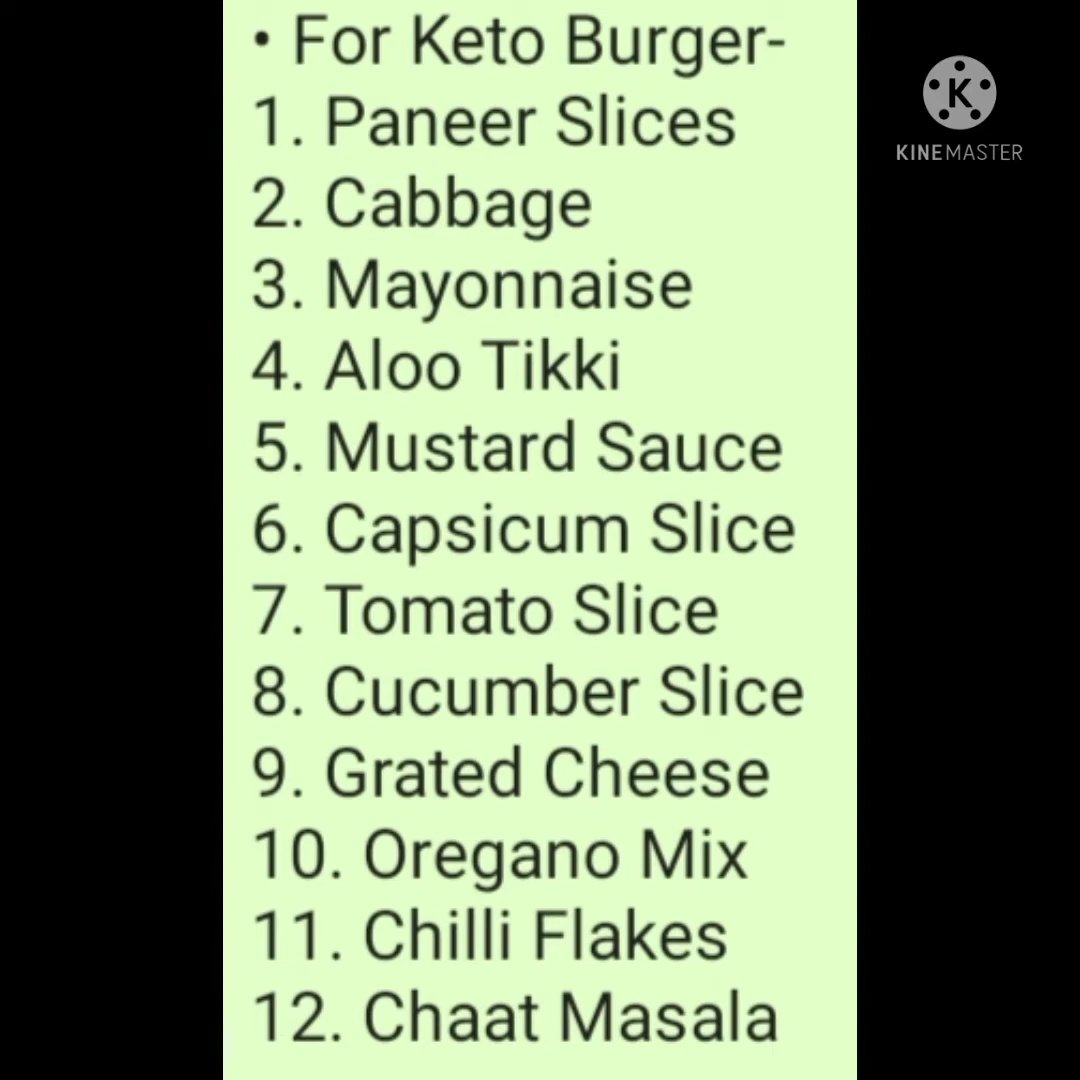 • For Keto Burger-
1. Paneer Slices
2. Cabbage
3. Mayonnaise
4. Aloo Tikki
5. Mustard Sauce
6. Capsicum Slice
7. Tomato Slice
8. Cucumber Slice
9. Grated Cheese
10. Oregano Mix
11. Chilli Flakes
12. Chaat Masala
K
KINEMASTER